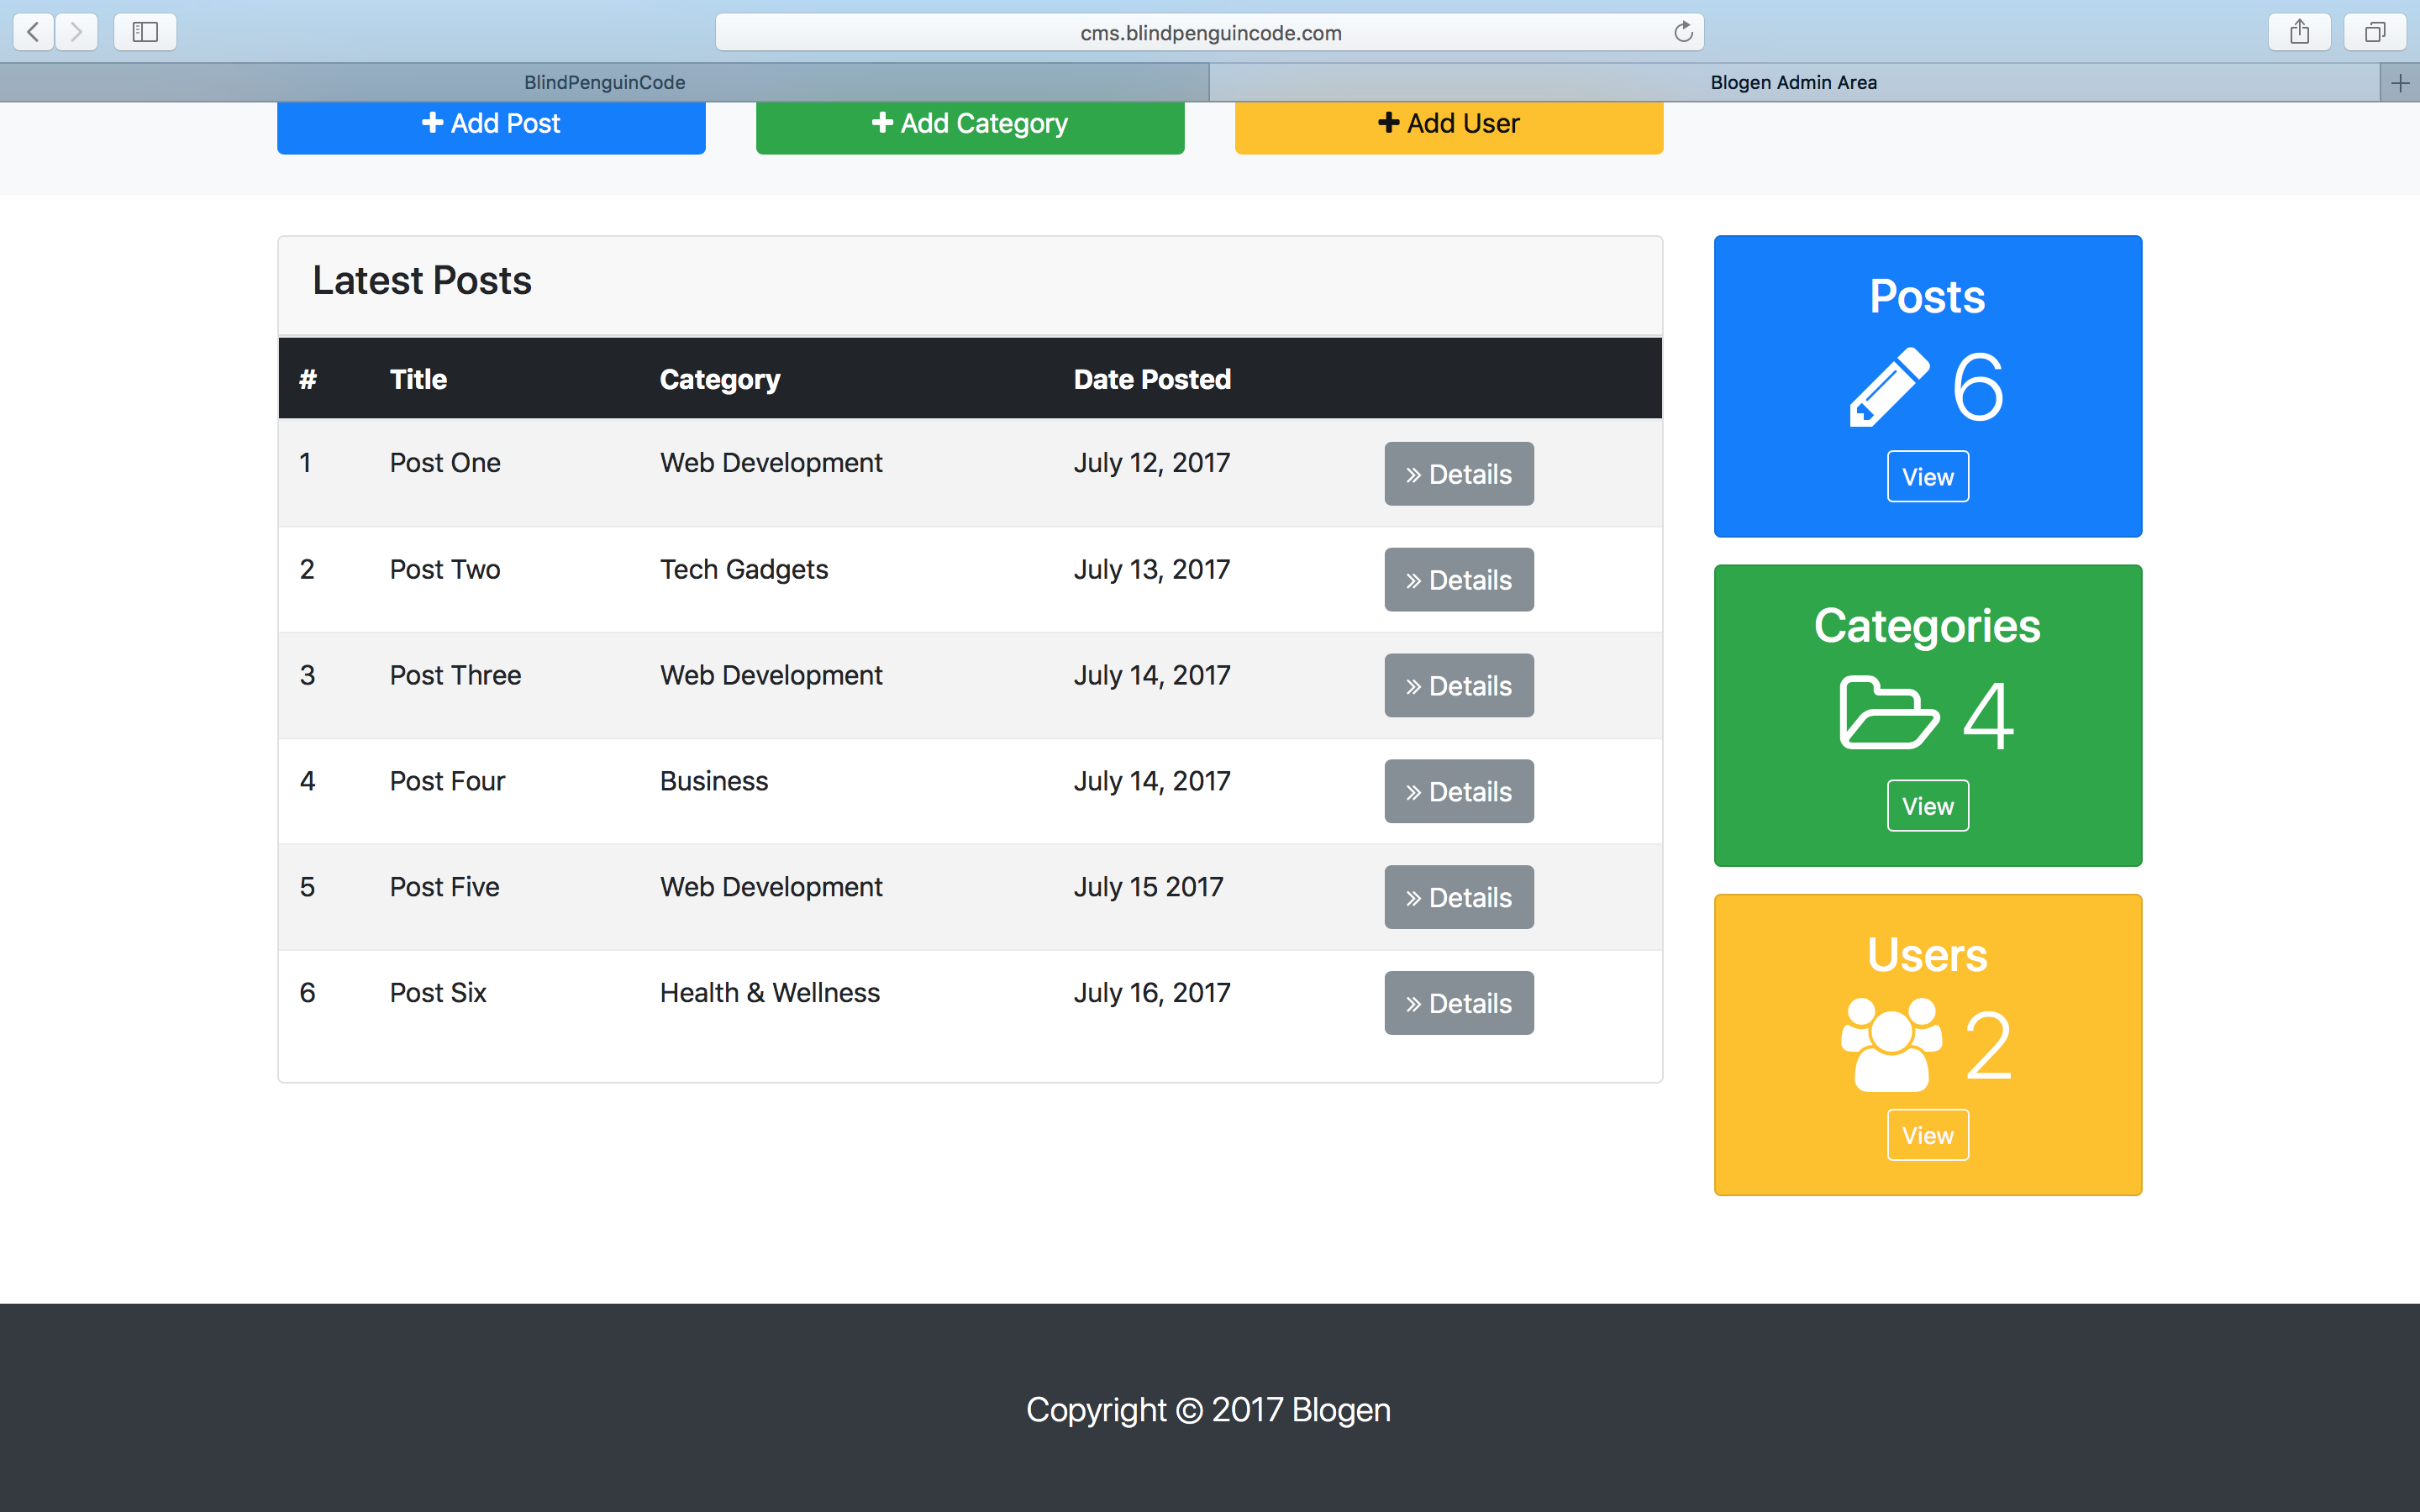 cms.blindpenguincode.com
BlindPenguinCode
Blogen Admin Area
Add Post
Add Category
Add User
Latest Posts
# Title Category Date Posted
1 Post One Web Development July 12, 2017 » Details
2 Post Two Tech Gadgets July 13, 2017 » Details
3 Post Three Web Development July 14, 2017 » Details
4 Post Four Business July 14, 2017 » Details
5 Post Five Web Development July 15 2017 » Details
6 Post Six Health & Wellness July 16, 2017 » Details
Posts
6
View
Categories
4
View
Users
2
View
Copyright © 2017 Blogen